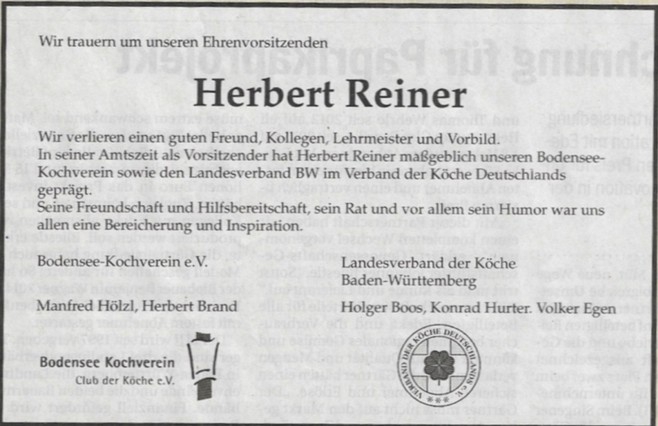 Wir trauern um unseren Ehrenvorsitzenden
Herbert Reiner
Wir verlieren einen guten Freund, Kollegen, Lehrmeister und Vorbild.
In seiner Amtszeit als Vorsitzender hat Herbert Reiner maßgeblich unseren Bodensee-
Kochverein sowie den Landesverband BW im Verband der Köche Deutschlands
geprägt.
Seine Freundschaft und Hilfsbereitschaft, sein Rat und vor allem sein Humor war uns
allen eine Bereicherung und Inspiration.
Bodensee-Kochverein e.V.
Manfred Hölzl, Herbert Brand
Landesverband der Köche
Baden-Württemberg
Holger Boos, Konrad Hurter. Volker Egen
Bodensee Kochverein
Club der Köche e.V.
VERBAND DER KÖCHE DEUTSCHLANDS e.V.